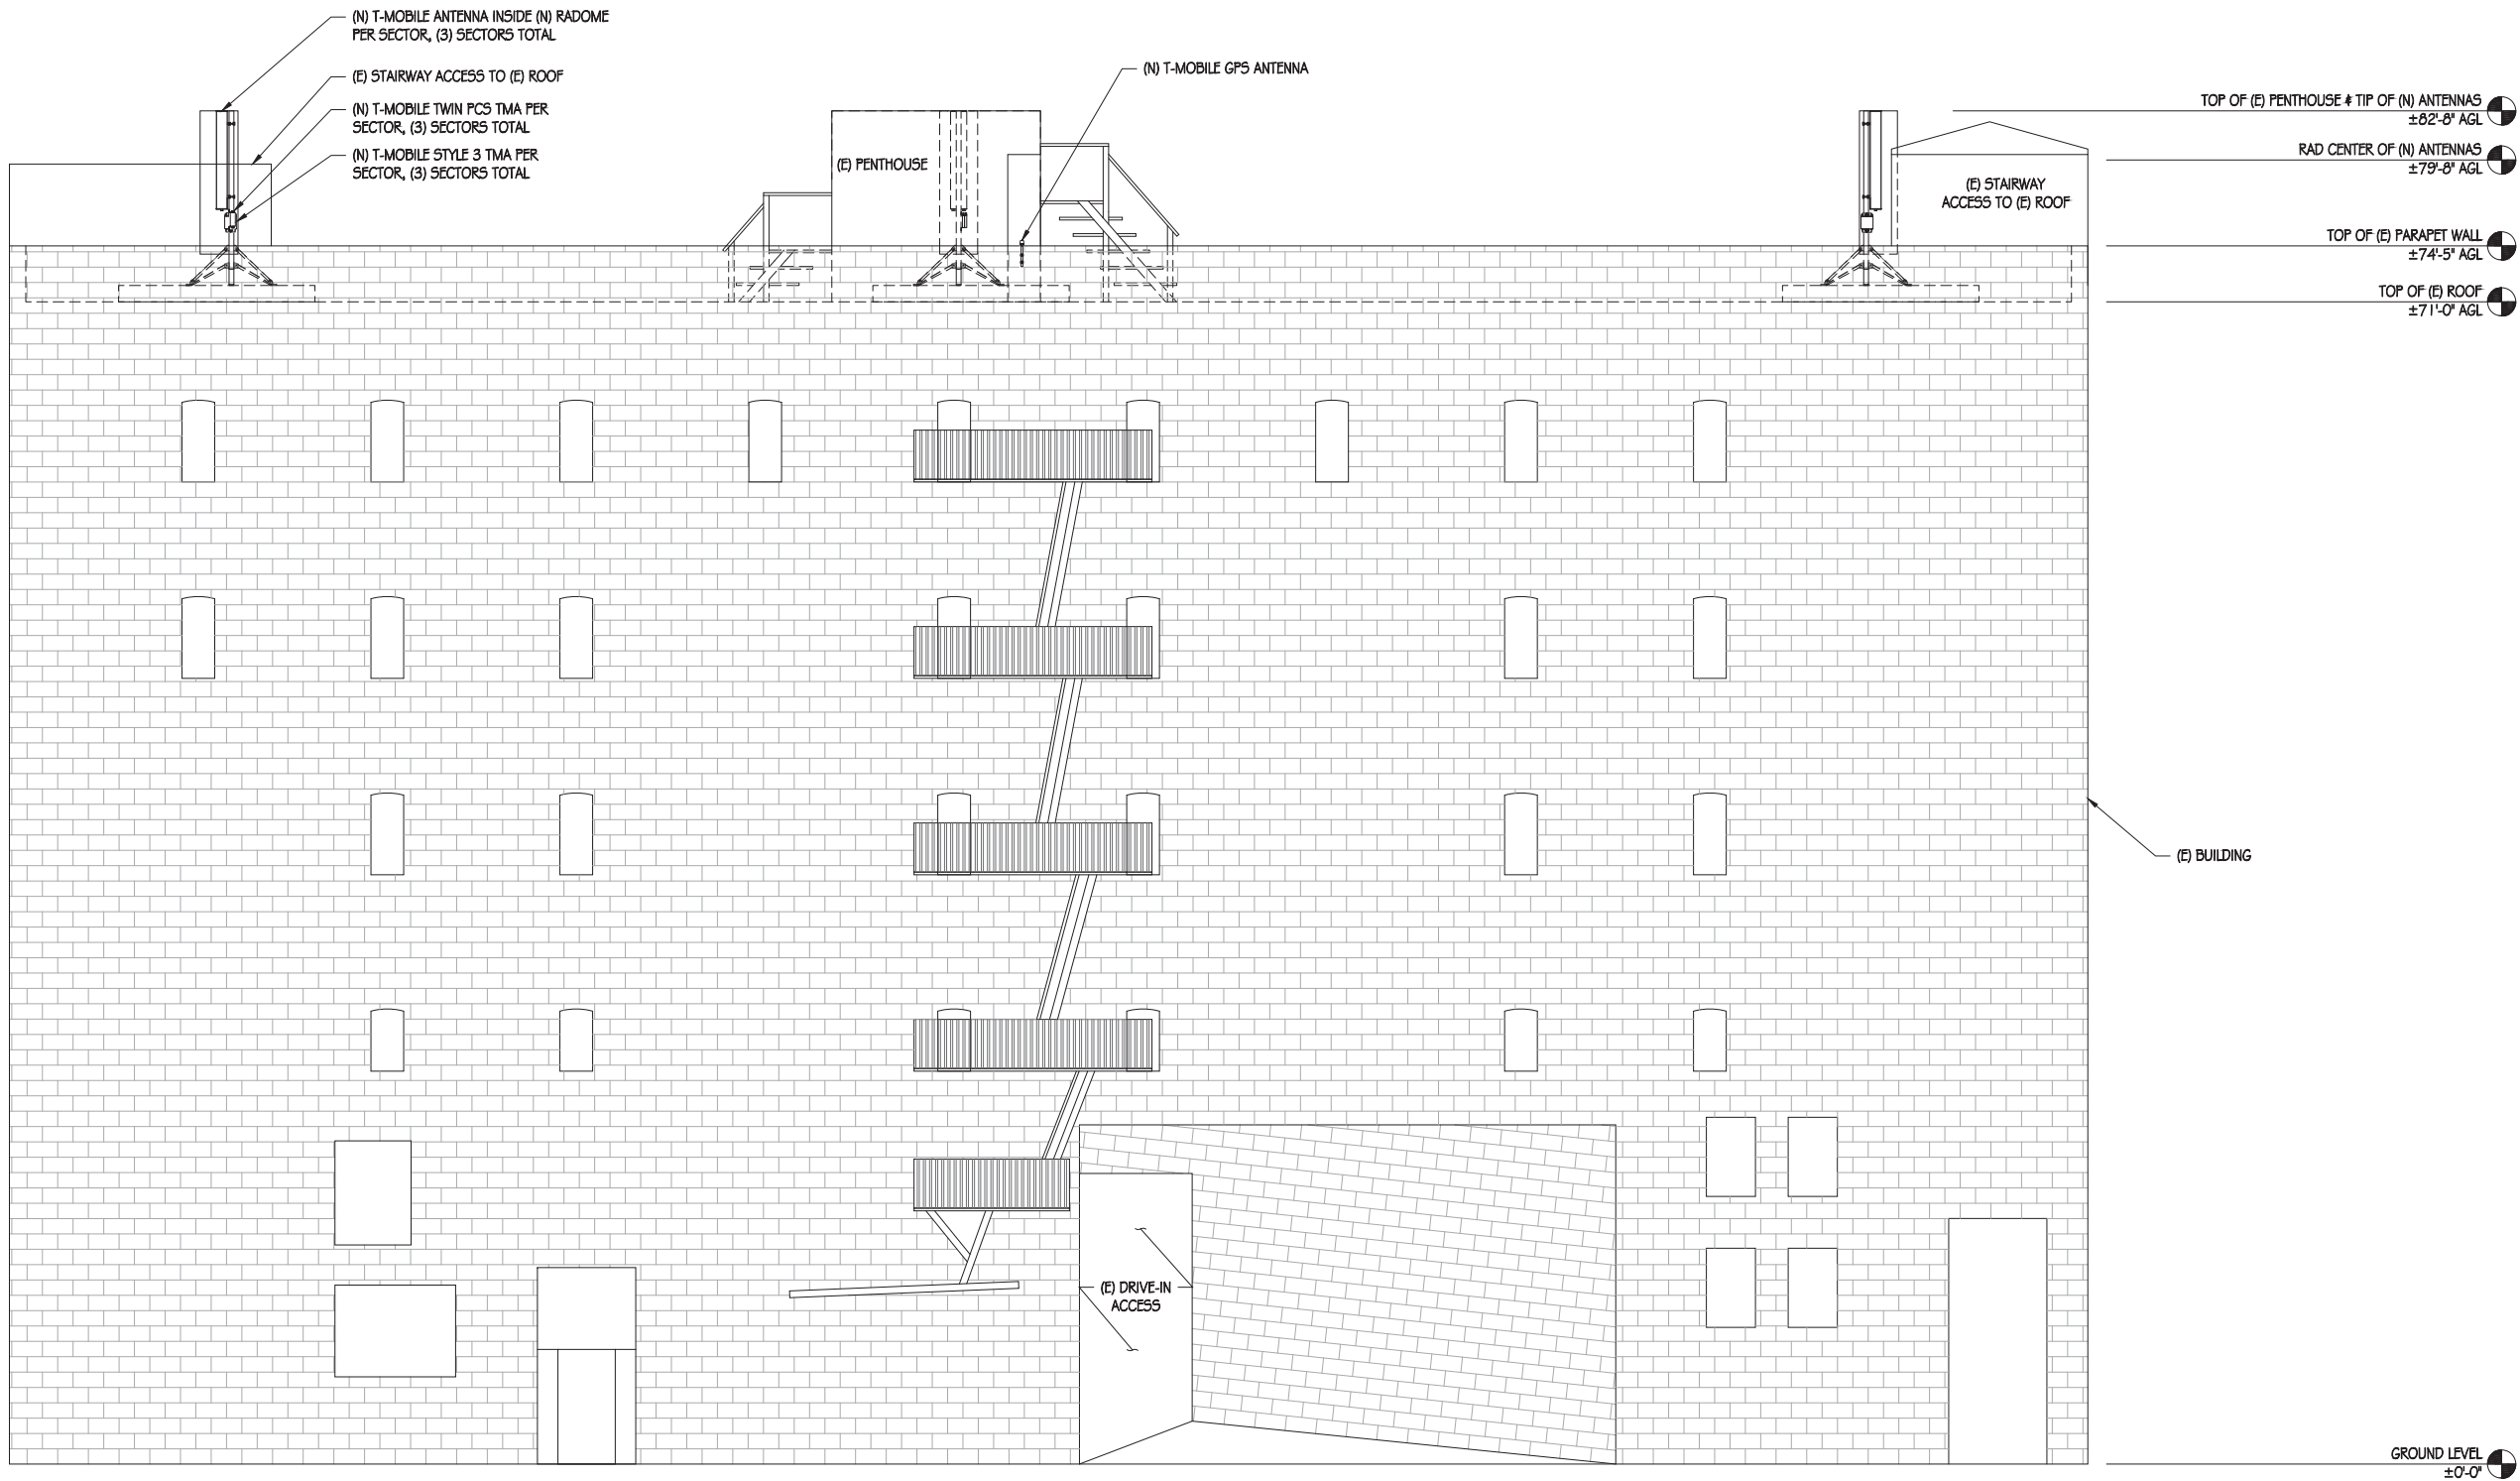 (N) T-MOBILE ANTENNA INSIDE (N) RADOME
PER SECTOR, (3) SECTORS TOTAL
(E) STAIRWAY ACCESS TO (E) ROOF
(N) T-MOBILE TWIN PCS TMA PER
SECTOR, (3) SECTORS TOTAL
(N) T-MOBILE STYLE 3 TMA PER
SECTOR, (3) SECTORS TOTAL
(N) T-MOBILE GPS ANTENNA
(E) PENTHOUSE
(E) STAIRWAY
ACCESS TO (E) ROOF
TOP OF (E) PENTHOUSE & TIP OF (N) ANTENNAS
±82'-8" AGL
RAD CENTER OF (N) ANTENNAS
±79'-8" AGL
TOP OF (E) PARAPET WALL
±74'-5" AGL
TOP OF (E) ROOF
±71'-0" AGL
(E) BUILDING
(E) DRIVE-IN
ACCESS
GROUND LEVEL
±0'-0"